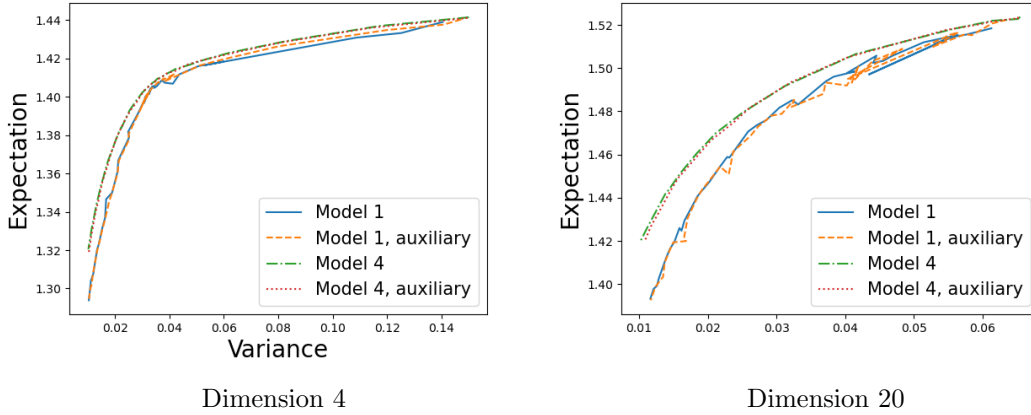 1.44
1.42
1.40
1.38
1.36
1.34
1.32
1.30
Expectation
Model 1
Model 1, auxiliary
Model 4
Model 4, auxiliary
0.02 0.04 0.06 0.08 0.10 0.12 0.14
Variance
Dimension 4
1.52
1.50
1.48
1.46
1.44
1.42
1.40
Expectation
Model 1
Model 1, auxiliary
Model 4
Model 4, auxiliary
0.01 0.02 0.03 0.04 0.05 0.06
Dimension 20